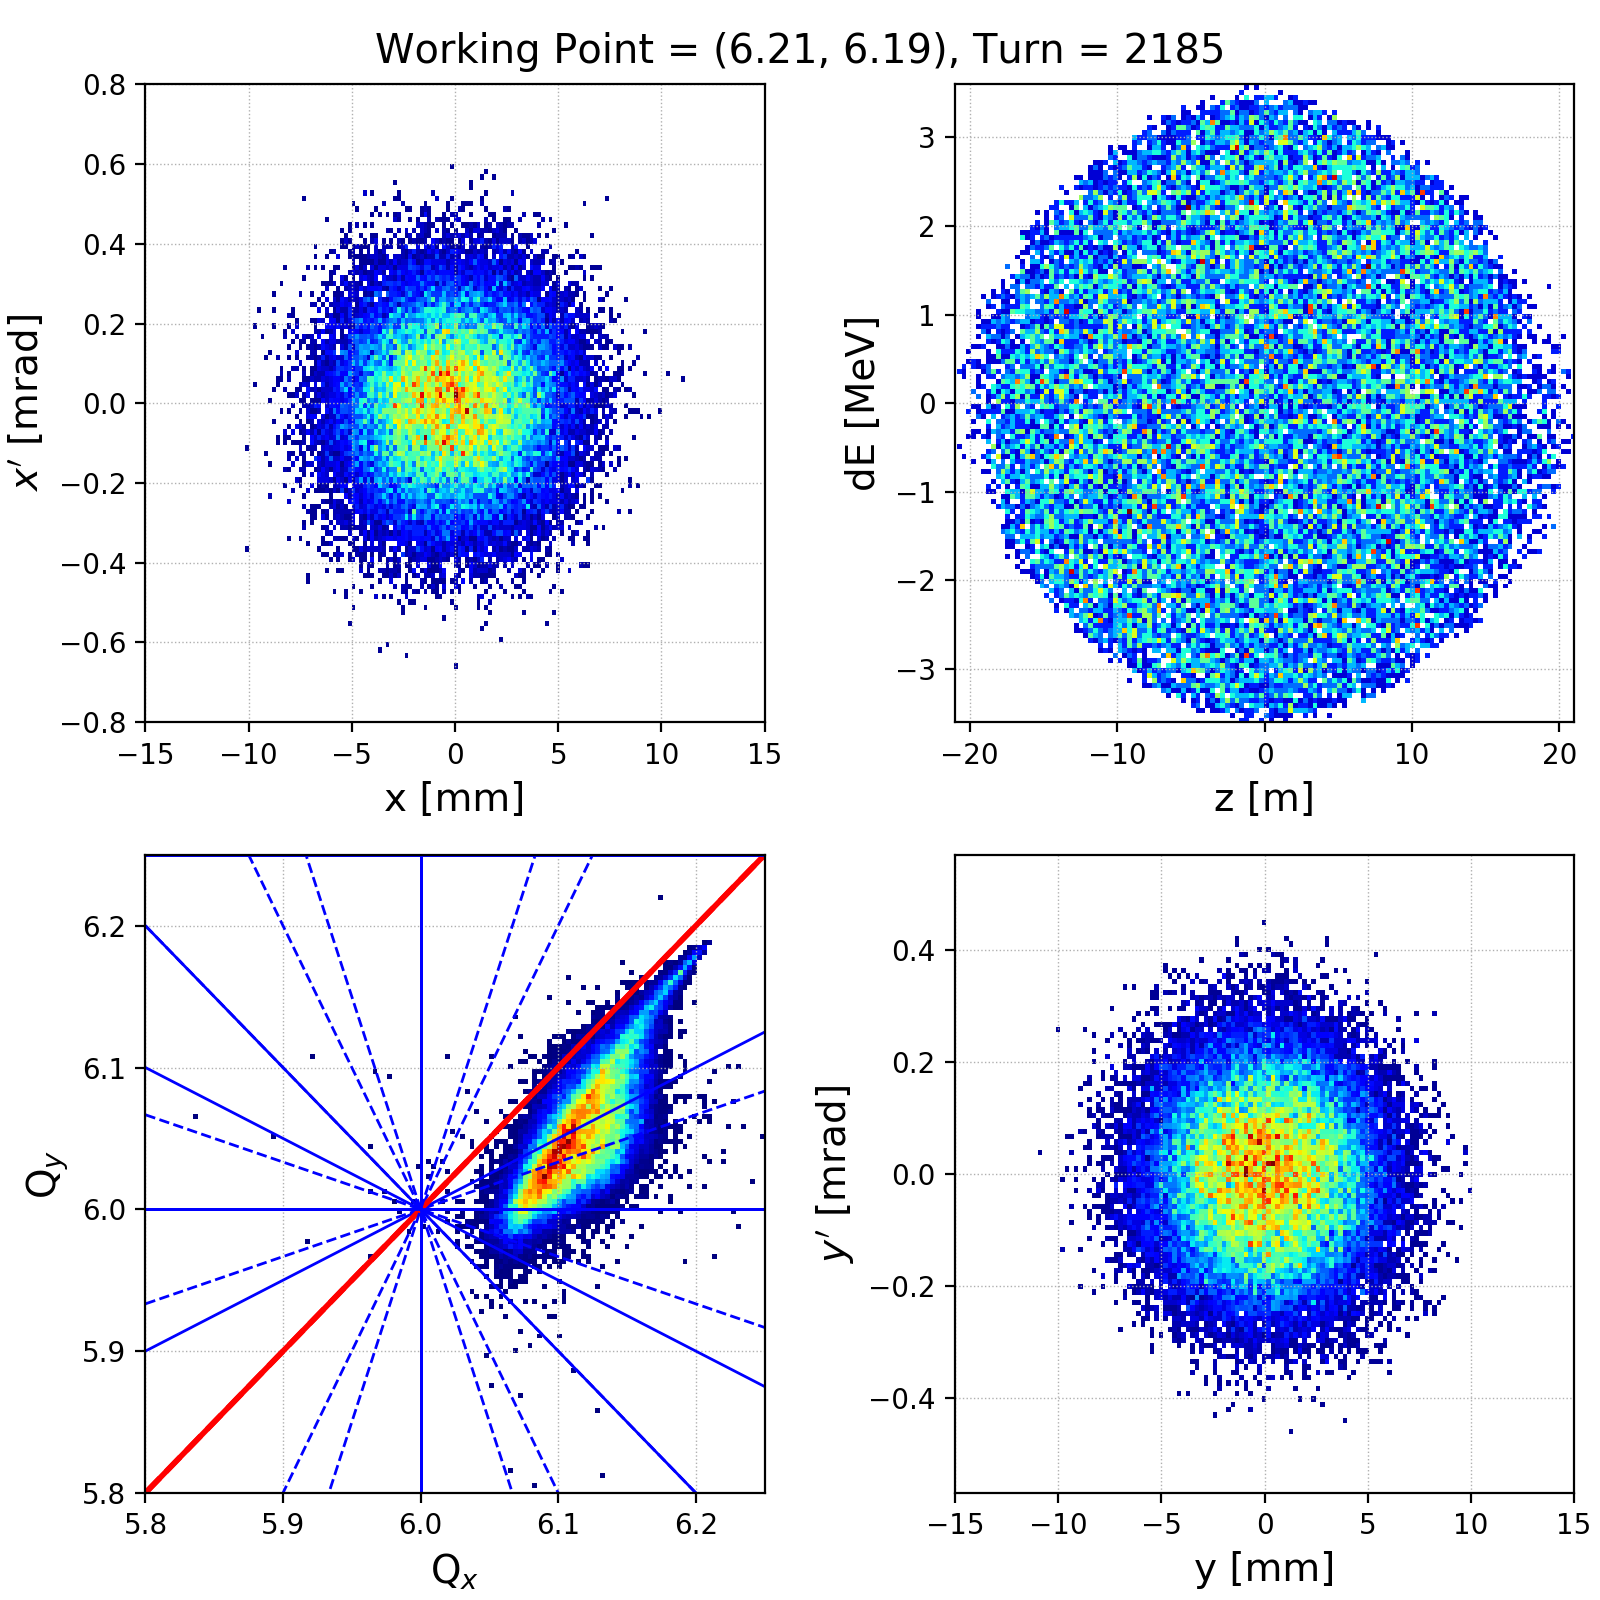 Working Point = (6.21, 6.19), Turn = 2185
0.8
0.6
0.4
0.2
0.0
−0.2
−0.4
−0.6
−0.8
x′ [mrad]
−15 −10 −5 0 5 10 15
x [mm]
3
2
1
0
−1
−2
−3
dE [MeV]
−20 −10 0 10 20
z [m]
6.2
6.1
6.0
5.9
5.8
Qy
5.8 5.9 6.0 6.1 6.2
Qx
0.4
0.2
0.0
−0.2
−0.4
y′ [mrad]
−15 −10 −5 0 5 10 15
y [mm]